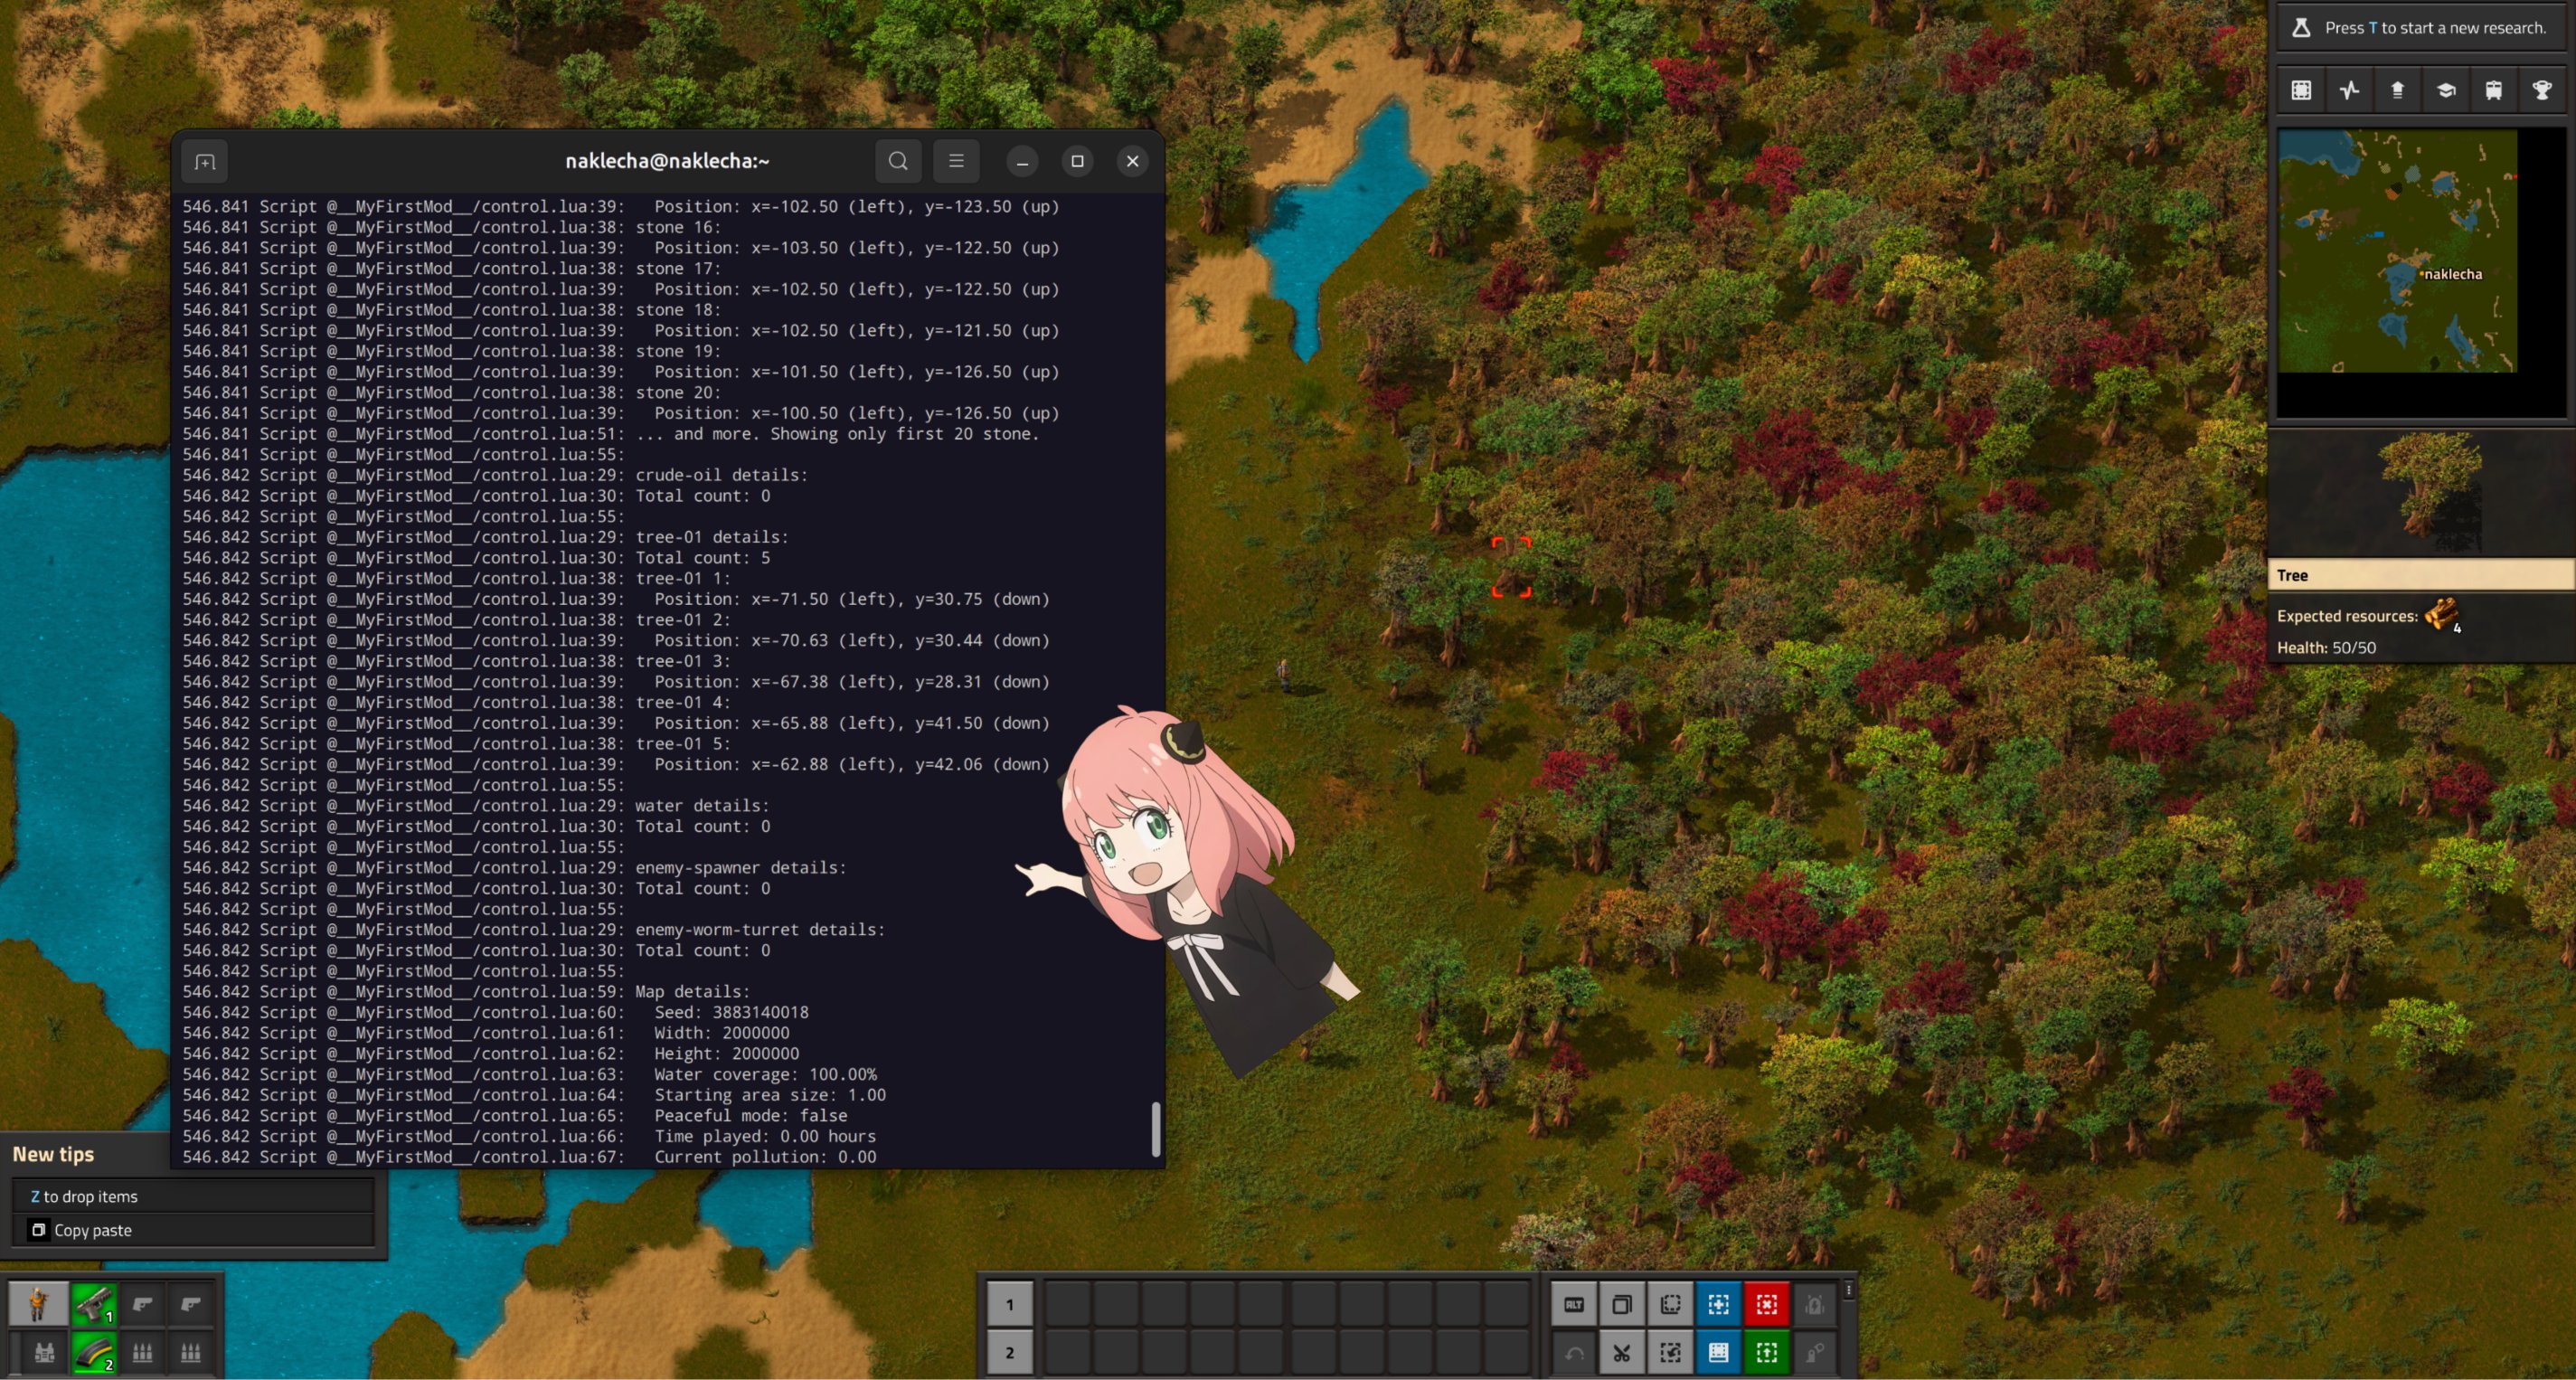 Press T to start a new research.
naklecha@naklecha:~
546.841 Script @__MyFirstMod__/control.lua:39:   Position: x=-102.50 (left), y=-123.50 (up)
546.841 Script @__MyFirstMod__/control.lua:38: stone 16:
546.841 Script @__MyFirstMod__/control.lua:39:   Position: x=-103.50 (left), y=-122.50 (up)
546.841 Script @__MyFirstMod__/control.lua:38: stone 17:
546.841 Script @__MyFirstMod__/control.lua:39:   Position: x=-102.50 (left), y=-122.50 (up)
546.841 Script @__MyFirstMod__/control.lua:38: stone 18:
546.841 Script @__MyFirstMod__/control.lua:39:   Position: x=-102.50 (left), y=-121.50 (up)
546.841 Script @__MyFirstMod__/control.lua:38: stone 19:
546.841 Script @__MyFirstMod__/control.lua:39:   Position: x=-101.50 (left), y=-126.50 (up)
546.841 Script @__MyFirstMod__/control.lua:38: stone 20:
546.841 Script @__MyFirstMod__/control.lua:39:   Position: x=-100.50 (left), y=-126.50 (up)
546.841 Script @__MyFirstMod__/control.lua:51: ... and more. Showing only first 20 stone.
546.841 Script @__MyFirstMod__/control.lua:55:
546.842 Script @__MyFirstMod__/control.lua:29: crude-oil details:
546.842 Script @__MyFirstMod__/control.lua:30: Total count: 0
546.842 Script @__MyFirstMod__/control.lua:55:
546.842 Script @__MyFirstMod__/control.lua:29: tree-01 details:
546.842 Script @__MyFirstMod__/control.lua:30: Total count: 5
546.842 Script @__MyFirstMod__/control.lua:38: tree-01 1:
546.842 Script @__MyFirstMod__/control.lua:39:   Position: x=-71.50 (left), y=30.75 (down)
546.842 Script @__MyFirstMod__/control.lua:38: tree-01 2:
546.842 Script @__MyFirstMod__/control.lua:39:   Position: x=-70.63 (left), y=30.44 (down)
546.842 Script @__MyFirstMod__/control.lua:38: tree-01 3:
546.842 Script @__MyFirstMod__/control.lua:39:   Position: x=-67.38 (left), y=28.31 (down)
546.842 Script @__MyFirstMod__/control.lua:38: tree-01 4:
546.842 Script @__MyFirstMod__/control.lua:39:   Position: x=-65.88 (left), y=41.50 (down)
546.842 Script @__MyFirstMod__/control.lua:38: tree-01 5:
546.842 Script @__MyFirstMod__/control.lua:39:   Position: x=-62.88 (left), y=42.06 (down)
546.842 Script @__MyFirstMod__/control.lua:55:
546.842 Script @__MyFirstMod__/control.lua:29: water details:
546.842 Script @__MyFirstMod__/control.lua:30: Total count: 0
546.842 Script @__MyFirstMod__/control.lua:55:
546.842 Script @__MyFirstMod__/control.lua:29: enemy-spawner details:
546.842 Script @__MyFirstMod__/control.lua:30: Total count: 0
546.842 Script @__MyFirstMod__/control.lua:55:
546.842 Script @__MyFirstMod__/control.lua:29: enemy-worm-turret details:
546.842 Script @__MyFirstMod__/control.lua:30: Total count: 0
546.842 Script @__MyFirstMod__/control.lua:55:
546.842 Script @__MyFirstMod__/control.lua:59: Map details:
546.842 Script @__MyFirstMod__/control.lua:60:   Seed: 3883140018
546.842 Script @__MyFirstMod__/control.lua:61:   Width: 2000000
546.842 Script @__MyFirstMod__/control.lua:62:   Height: 2000000
546.842 Script @__MyFirstMod__/control.lua:63:   Water coverage: 100.00%
546.842 Script @__MyFirstMod__/control.lua:64:   Starting area size: 1.00
546.842 Script @__MyFirstMod__/control.lua:65:   Peaceful mode: false
546.842 Script @__MyFirstMod__/control.lua:66:   Time played: 0.00 hours
546.842 Script @__MyFirstMod__/control.lua:67:   Current pollution: 0.00
naklecha
Tree
Expected resources: 4
Health: 50/50
New tips
Z to drop items
Copy paste
1
2
1
2
ALT